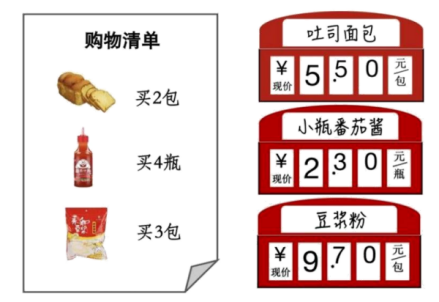 购物清单
买2包
买4瓶
买3包
吐司面包
¥
现价
5.50
元/包
小瓶番茄酱
¥
现价
2.30
元/瓶
豆浆粉
¥
现价
9.70
元/包